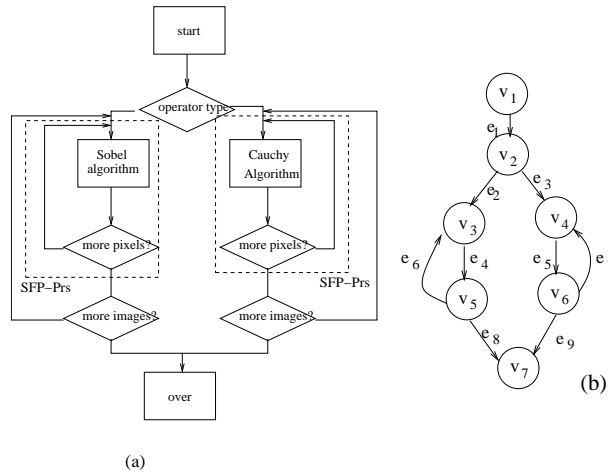 start
operator type
SFP–Prs
SFP–Prs
Sobel
algorithm
Cauchy
Algorithm
more pixels?
more pixels?
more images?
more images?
over
(a)
v1
e1
v2
e2
e3
v3
v4
e4
e5
e6
e
v5
v6
e8
e9
v7
(b)